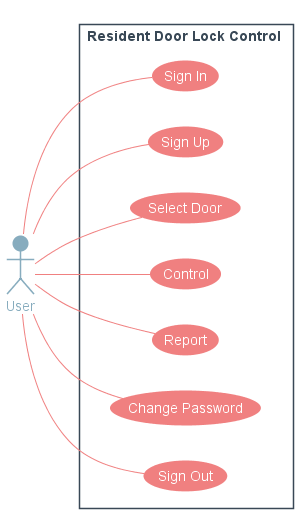 Resident Door Lock Control
Sign In
Sign Up
Select Door
Control
User
Report
Change Password
Sign Out